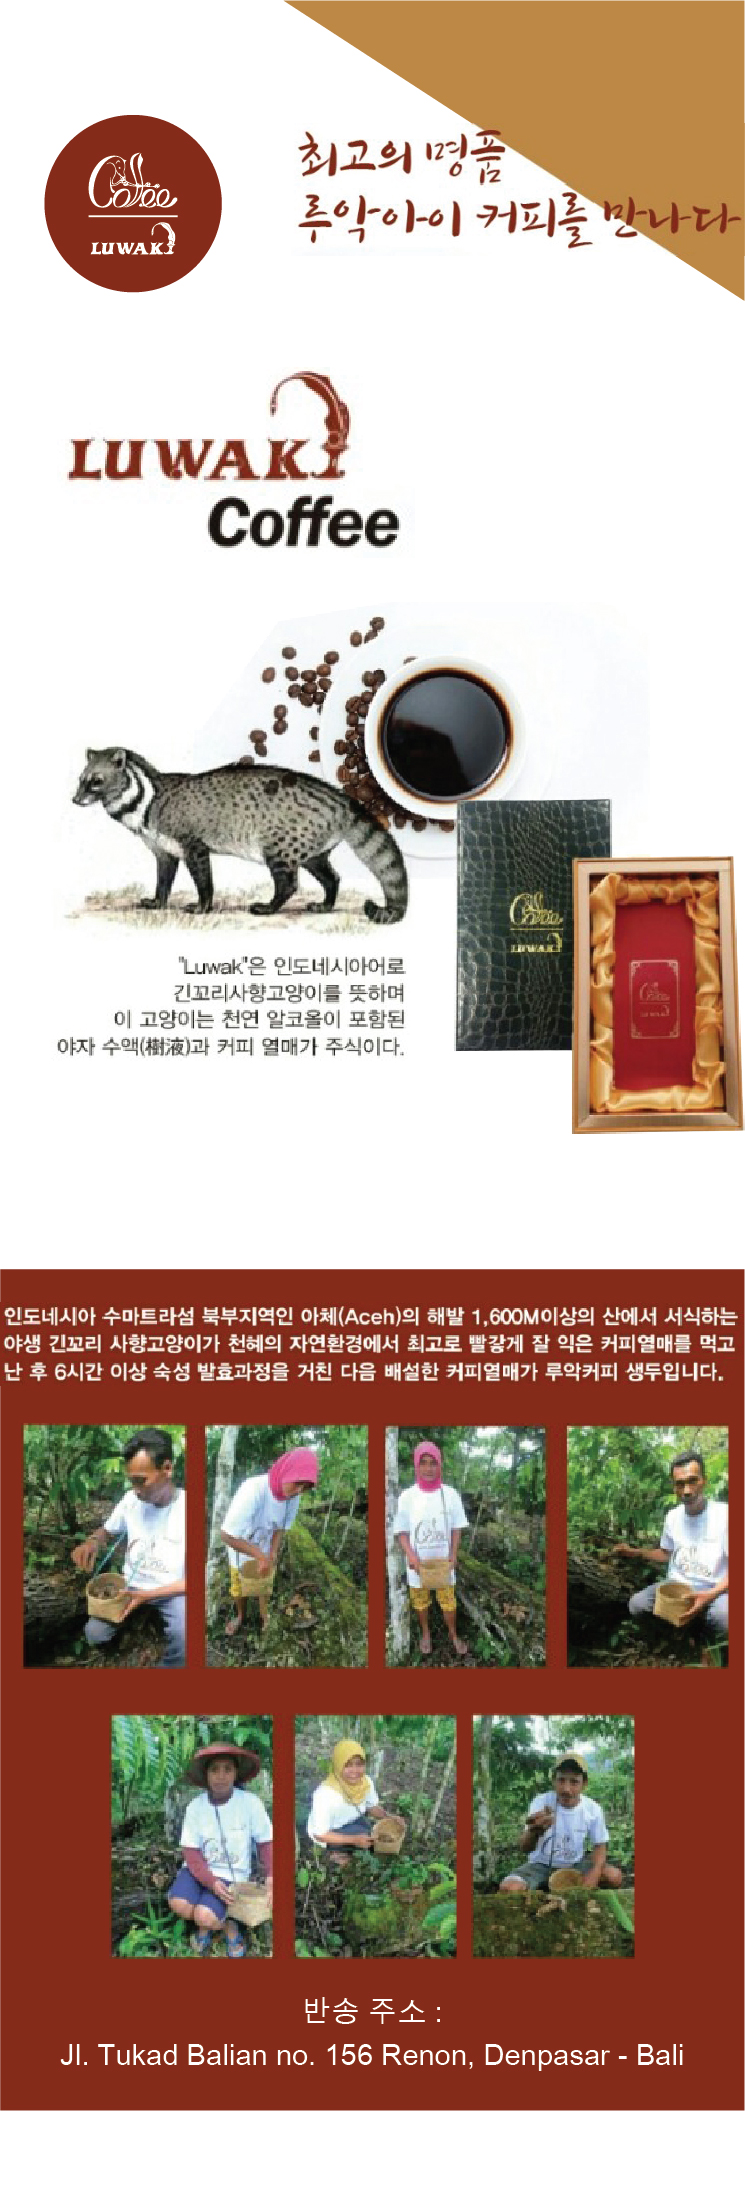 Coffee
LUWAKI
최고의 명품
루악아이 커피를 만나다
LUWAKI
Coffee
Coffee
LUWAKI
Coffee
LUWAKI
"Luwak"은 인도네시아어로
긴꼬리사향고양이를 뜻하며
이 고양이는 천연 알코올이 포함된
야자 수액(樹液)과 커피 열매가 주식이다.
인도네시아 수마트라섬 북부지역인 아체(Aceh)의 해발 1,600M이상의 산에서 서식하는
야생 긴꼬리 사향고양이가 천혜의 자연환경에서 최고로 빨갛게 잘 익은 커피열매를 먹고
난 후 6시간 이상 숙성 발효과정을 거친 다음 배설한 커피열매가 루악커피 생두입니다.
반송 주소 :
Jl. Tukad Balian no. 156 Renon, Denpasar - Bali